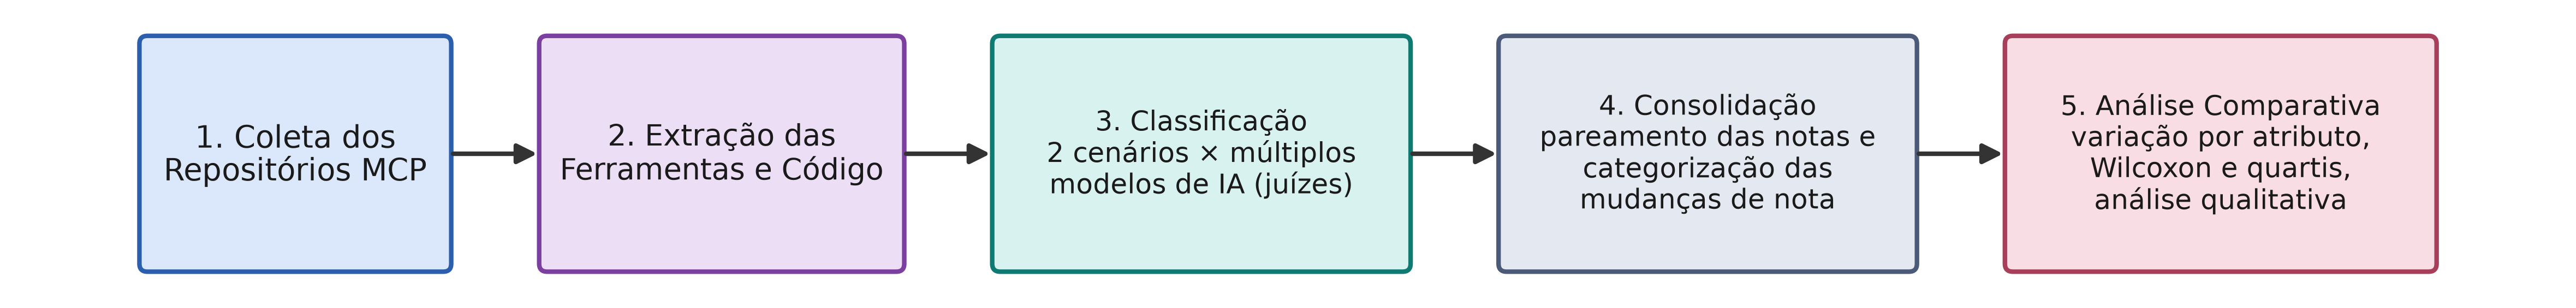 1. Coleta dos
Repositórios MCP
2. Extração das
Ferramentas e Código
3. Classificação
2 cenários × múltiplos
modelos de IA (juízes)
4. Consolidação
pareamento das notas e
categorização das
mudanças de nota
5. Análise Comparativa
variação por atributo,
Wilcoxon e quartis,
análise qualitativa